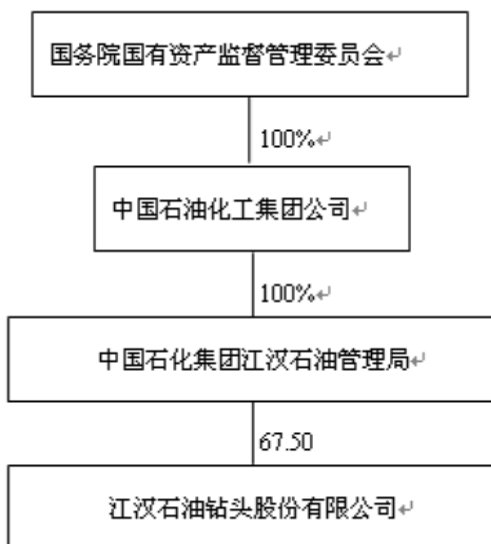 国务院国有资产监督管理委员会
100%
中国石油化工集团公司
100%
中国石化集团江汉石油管理局
67.50
江汉石油钻头股份有限公司